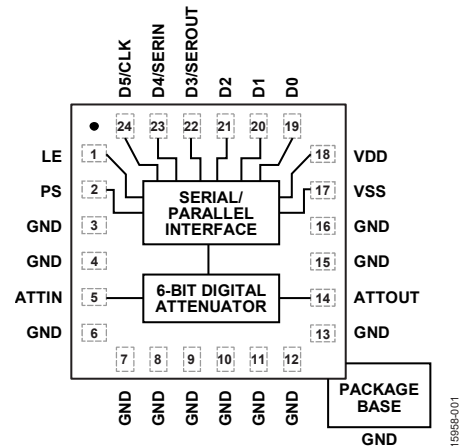 D5/CLK
D4/SERIN
D3/SEROUT
D2
D1
D0
24
23
22
21
20
19
LE
1
18
VDD
PS
2
17
VSS
SERIAL/
PARALLEL
INTERFACE
GND
3
16
GND
GND
4
15
GND
ATTIN
5
6-BIT DIGITAL
ATTENUATOR
14
ATTOUT
GND
6
13
GND
7
8
9
10
11
12
GND
GND
GND
GND
GND
GND
PACKAGE
BASE
GND
15958-001